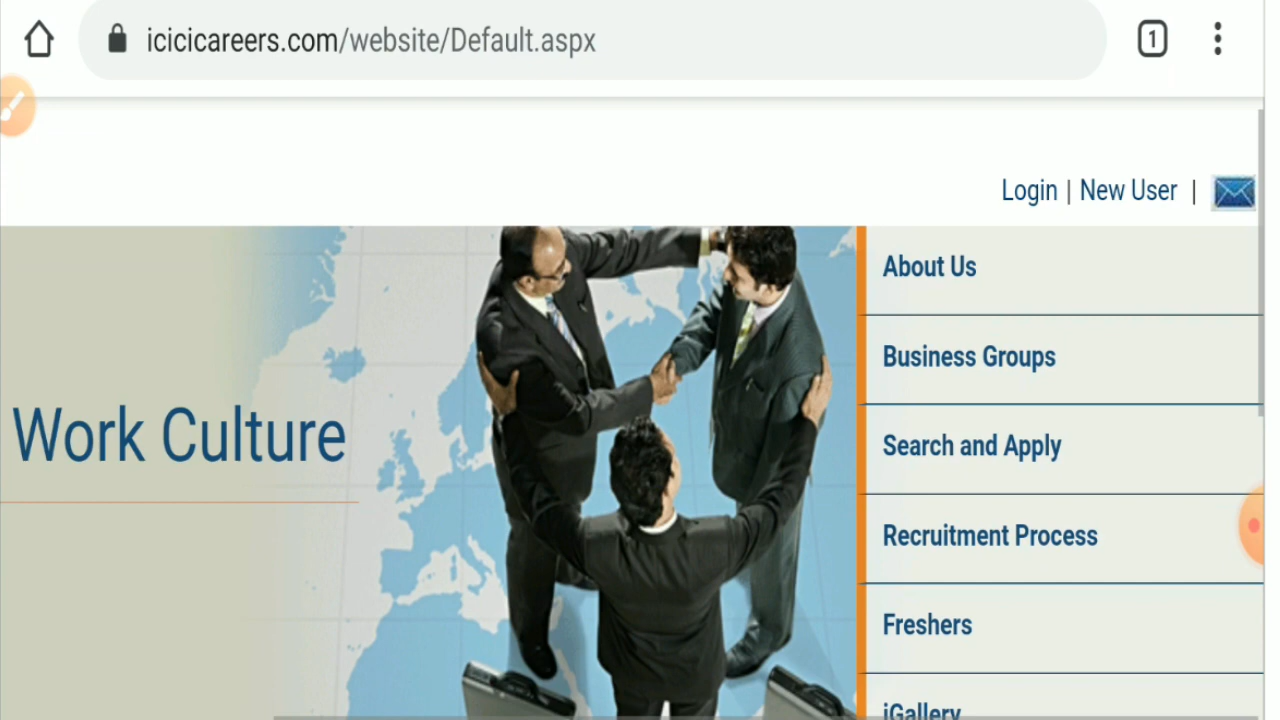 icicicareers.com/website/Default.aspx
1
Login | New User |
Work Culture
About Us
Business Groups
Search and Apply
Recruitment Process
Freshers
iGallery